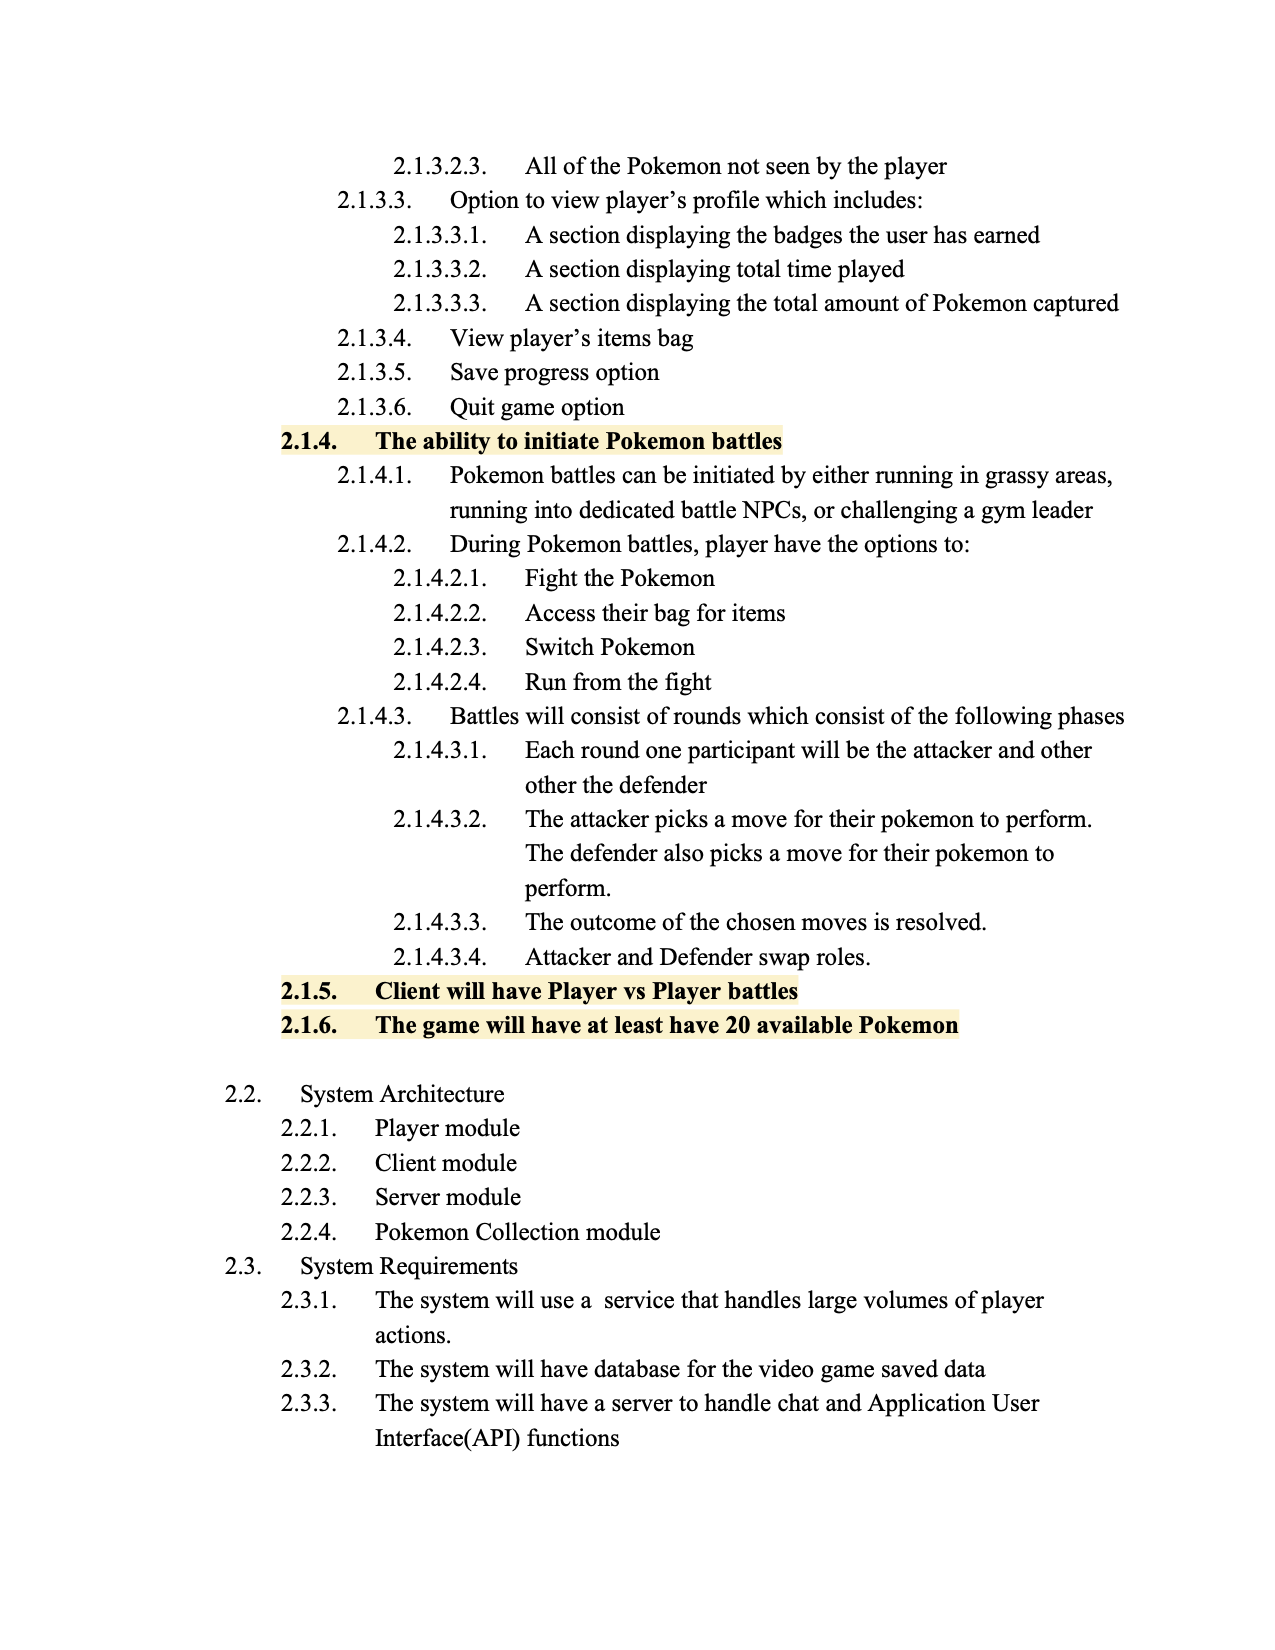 2.1.3.2.3. All of the Pokemon not seen by the player
2.1.3.3. Option to view player’s profile which includes:
2.1.3.3.1. A section displaying the badges the user has earned
2.1.3.3.2. A section displaying total time played
2.1.3.3.3. A section displaying the total amount of Pokemon captured
2.1.3.4. View player’s items bag
2.1.3.5. Save progress option
2.1.3.6. Quit game option
2.1.4. The ability to initiate Pokemon battles
2.1.4.1. Pokemon battles can be initiated by either running in grassy areas,
running into dedicated battle NPCs, or challenging a gym leader
2.1.4.2. During Pokemon battles, player have the options to:
2.1.4.2.1. Fight the Pokemon
2.1.4.2.2. Access their bag for items
2.1.4.2.3. Switch Pokemon
2.1.4.2.4. Run from the fight
2.1.4.3. Battles will consist of rounds which consist of the following phases
2.1.4.3.1. Each round one participant will be the attacker and other
other the defender
2.1.4.3.2. The attacker picks a move for their pokemon to perform.
The defender also picks a move for their pokemon to
perform.
2.1.4.3.3. The outcome of the chosen moves is resolved.
2.1.4.3.4. Attacker and Defender swap roles.
2.1.5. Client will have Player vs Player battles
2.1.6. The game will have at least have 20 available Pokemon
2.2. System Architecture
2.2.1. Player module
2.2.2. Client module
2.2.3. Server module
2.2.4. Pokemon Collection module
2.3. System Requirements
2.3.1. The system will use a  service that handles large volumes of player
actions.
2.3.2. The system will have database for the video game saved data
2.3.3. The system will have a server to handle chat and Application User
Interface(API) functions